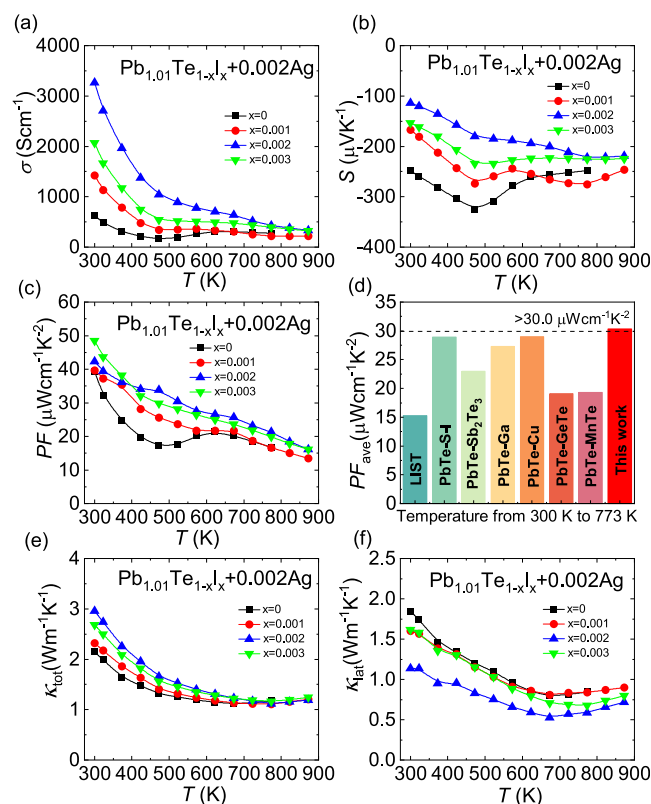 (a)
Pb1.01Te1-xIx+0.002Ag
x=0
x=0.001
x=0.002
x=0.003
σ (Scm-1)
4000
3000
2000
1000
0
300 400 500 600 700 800 900
T (K)
(b)
Pb1.01Te1-xIx+0.002Ag
x=0
x=0.001
x=0.002
x=0.003
S (μVK-1)
0
-100
-200
-300
-400
300 400 500 600 700 800 900
T (K)
(c)
Pb1.01Te1-xIx+0.002Ag
x=0
x=0.001
x=0.002
x=0.003
PF (μWcm-1K-2)
60
50
40
30
20
10
0
300 400 500 600 700 800 900
T (K)
(d)
>30.0 μWcm-1K-2
PFave(μWcm-1K-2)
35
30
25
20
15
10
5
0
LIST
PbTe-S-I
PbTe-Sb2Te3
PbTe-Ga
PbTe-Cu
PbTe-GeTe
PbTe-MnTe
This work
Temperature from 300 K to 773 K
(e)
Pb1.01Te1-xIx+0.002Ag
x=0
x=0.001
x=0.002
x=0.003
κtot(Wm-1K-1)
4
3
2
1
0
300 400 500 600 700 800 900
T (K)
(f)
Pb1.01Te1-xIx+0.002Ag
x=0
x=0.001
x=0.002
x=0.003
κlat(Wm-1K-1)
2.5
2.0
1.5
1.0
0.5
0.0
300 400 500 600 700 800 900
T (K)